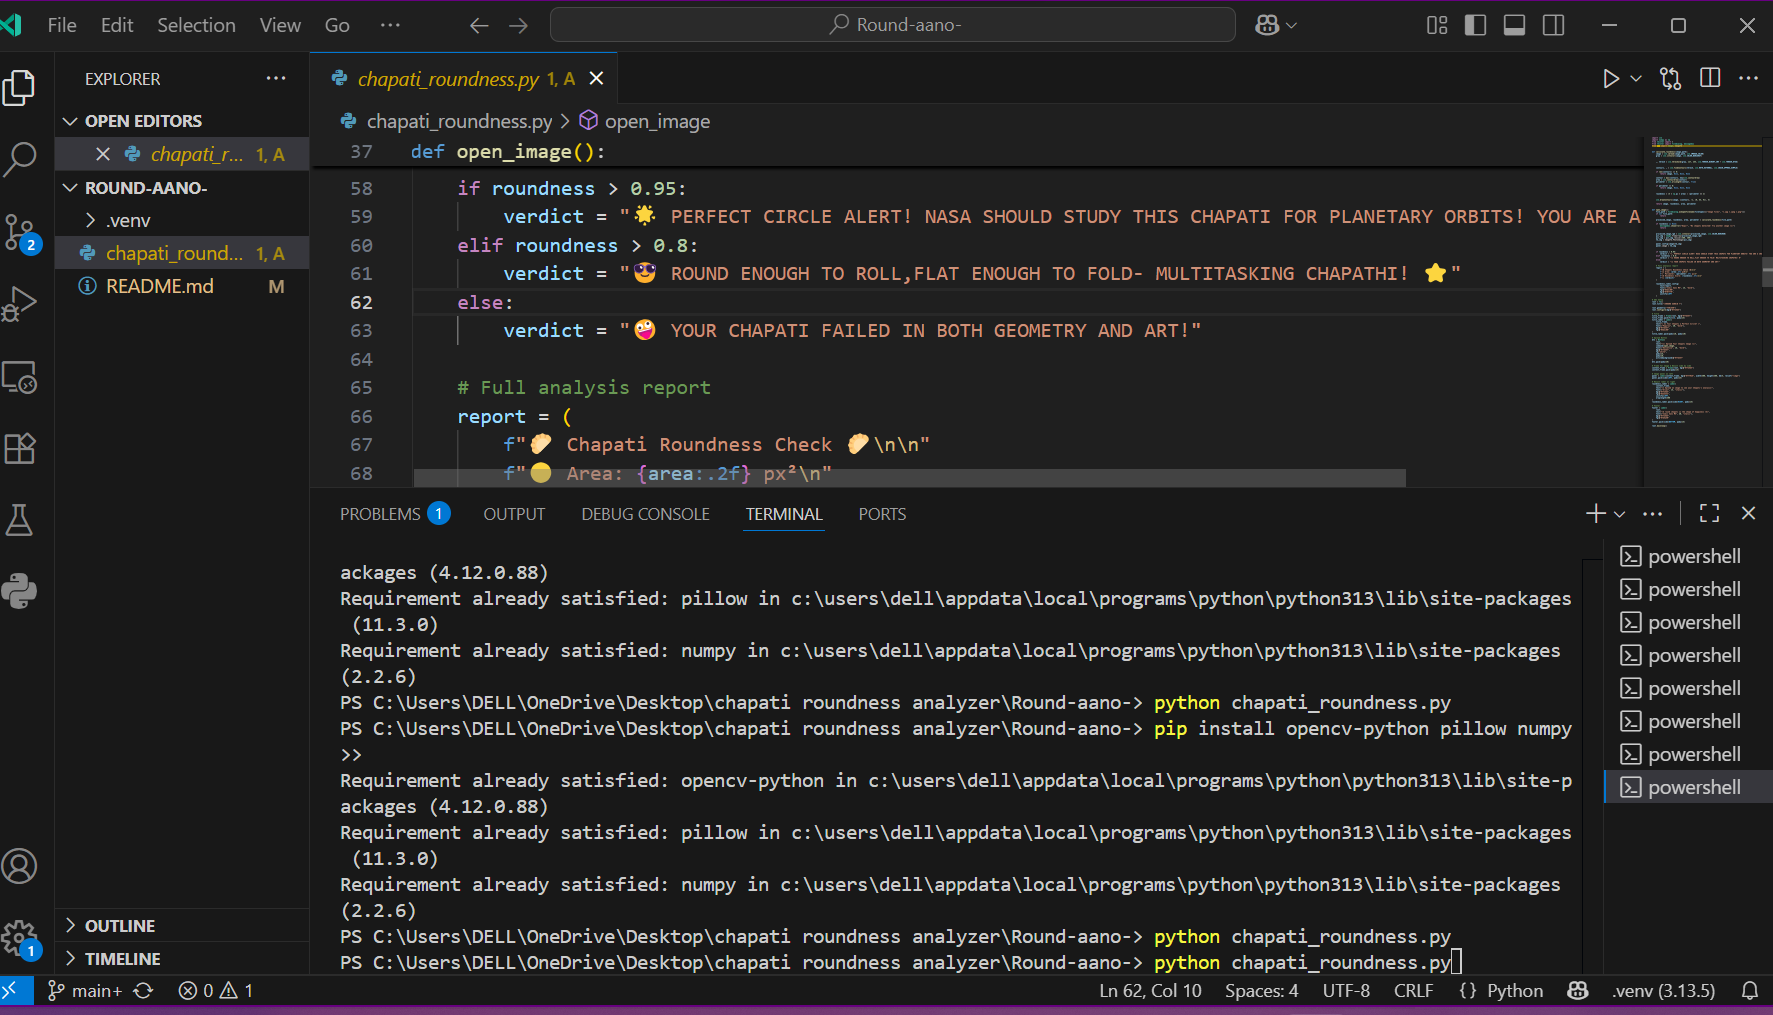 File Edit Selection View Go ··· Round-aano-
EXPLORER ···
OPEN EDITORS
chapati_r... 1, A
ROUND-AANO-
.venv
chapati_round... 1, A
README.md M
OUTLINE
TIMELINE
chapati_roundness.py 1, A
chapati_roundness.py > open_image
37 def open_image():
58 if roundness > 0.95:
59 verdict = "🌟 PERFECT CIRCLE ALERT! NASA SHOULD STUDY THIS CHAPATI FOR PLANETARY ORBITS! YOU ARE A
60 elif roundness > 0.8:
61 verdict = "😎 ROUND ENOUGH TO ROLL,FLAT ENOUGH TO FOLD- MULTITASKING CHAPATHI! ⭐"
62 else:
63 verdict = "🤪 YOUR CHAPATI FAILED IN BOTH GEOMETRY AND ART!"
64
65 # Full analysis report
66 report = (
67 f"🥟 Chapati Roundness Check 🥟\n\n"
68 f"🟡 Area: {area:.2f} px²\n"
PROBLEMS 1 OUTPUT DEBUG CONSOLE TERMINAL PORTS
ackages (4.12.0.88)
Requirement already satisfied: pillow in c:\users\dell\appdata\local\programs\python\python313\lib\site-packages
(11.3.0)
Requirement already satisfied: numpy in c:\users\dell\appdata\local\programs\python\python313\lib\site-packages
(2.2.6)
PS C:\Users\DELL\OneDrive\Desktop\chapati roundness analyzer\Round-aano-> python chapati_roundness.py
PS C:\Users\DELL\OneDrive\Desktop\chapati roundness analyzer\Round-aano-> pip install opencv-python pillow numpy
>>
Requirement already satisfied: opencv-python in c:\users\dell\appdata\local\programs\python\python313\lib\site-p
ackages (4.12.0.88)
Requirement already satisfied: pillow in c:\users\dell\appdata\local\programs\python\python313\lib\site-packages
(11.3.0)
Requirement already satisfied: numpy in c:\users\dell\appdata\local\programs\python\python313\lib\site-packages
(2.2.6)
PS C:\Users\DELL\OneDrive\Desktop\chapati roundness analyzer\Round-aano-> python chapati_roundness.py
PS C:\Users\DELL\OneDrive\Desktop\chapati roundness analyzer\Round-aano-> python chapati_roundness.py
powershell
powershell
powershell
powershell
powershell
powershell
powershell
powershell
2
1
main+ 0 1 Ln 62, Col 10 Spaces: 4 UTF-8 CRLF {} Python .venv (3.13.5)